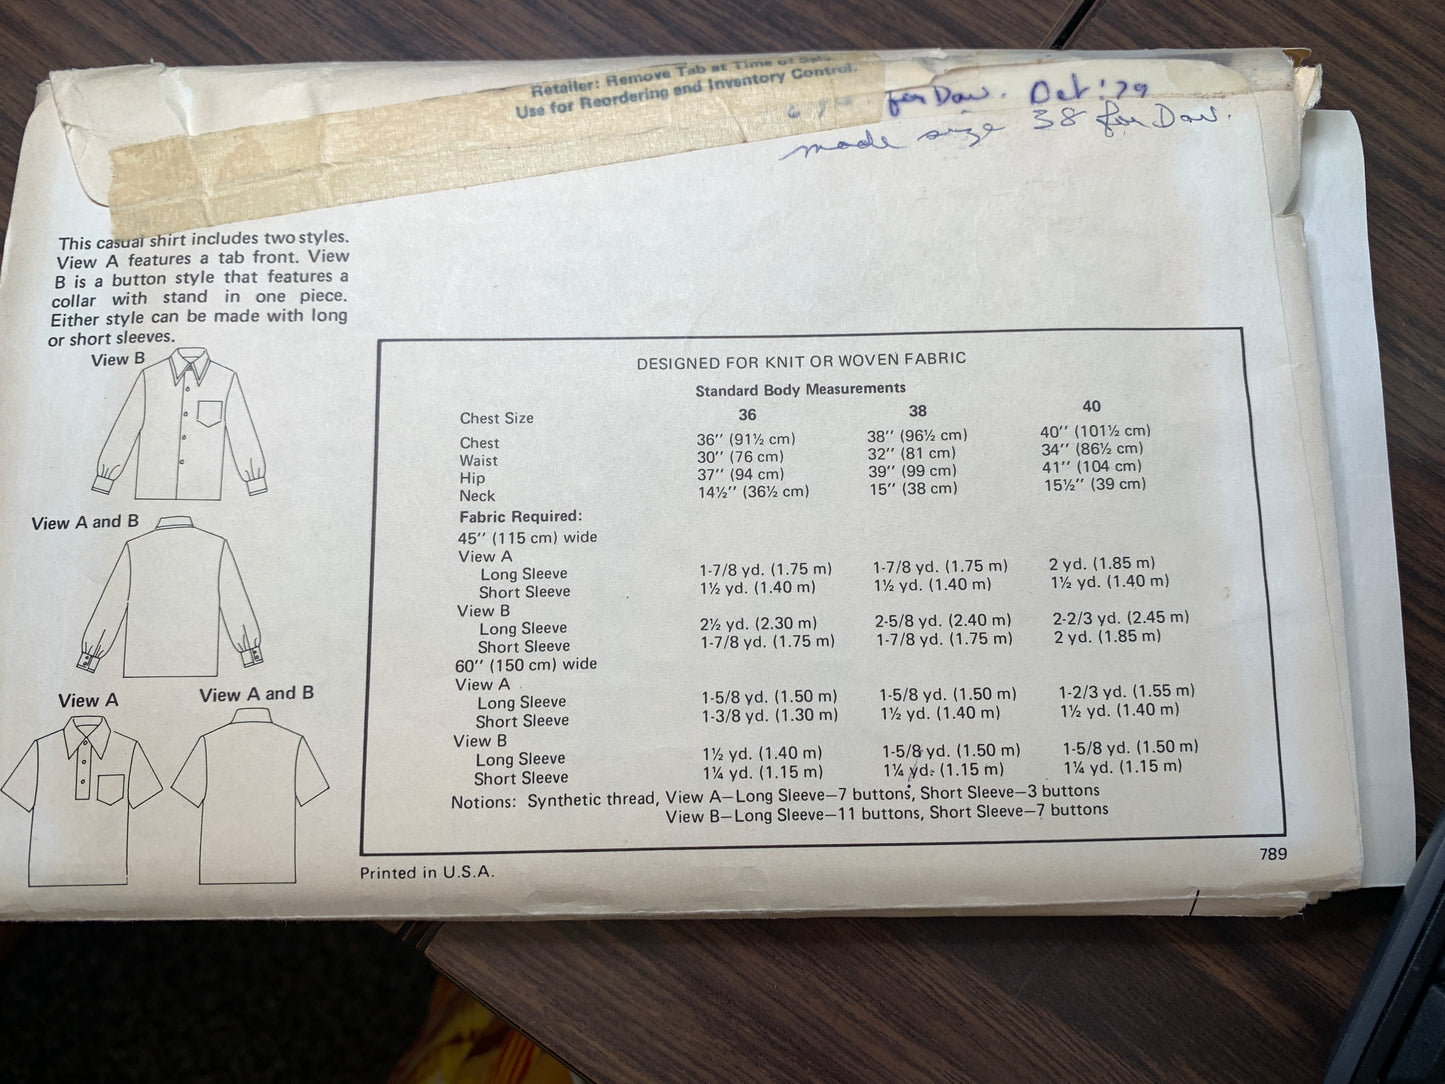 Retailer: Remove Tab at Time of Sale.
Use for Reordering and Inventory Control.
for Dav. Oct '79
made size 38 for Dav.
This casual shirt includes two styles.
View A features a tab front. View
B is a button style that features a
collar with stand in one piece.
Either style can be made with long
or short sleeves.
View B
View A and B
View A
View A and B
DESIGNED FOR KNIT OR WOVEN FABRIC
Standard Body Measurements
Chest Size 36 38 40
Chest 36'' (91½ cm) 38'' (96½ cm) 40'' (101½ cm)
Waist 30'' (76 cm) 32'' (81 cm) 34'' (86½ cm)
Hip 37'' (94 cm) 39'' (99 cm) 41'' (104 cm)
Neck 14½'' (36½ cm) 15'' (38 cm) 15½'' (39 cm)
Fabric Required:
45'' (115 cm) wide
View A
Long Sleeve 1-7/8 yd. (1.75 m) 1-7/8 yd. (1.75 m) 2 yd. (1.85 m)
Short Sleeve 1½ yd. (1.40 m) 1½ yd. (1.40 m) 1½ yd. (1.40 m)
View B
Long Sleeve 2½ yd. (2.30 m) 2-5/8 yd. (2.40 m) 2-2/3 yd. (2.45 m)
Short Sleeve 1-7/8 yd. (1.75 m) 1-7/8 yd. (1.75 m) 2 yd. (1.85 m)
60'' (150 cm) wide
View A
Long Sleeve 1-5/8 yd. (1.50 m) 1-5/8 yd. (1.50 m) 1-2/3 yd. (1.55 m)
Short Sleeve 1-3/8 yd. (1.30 m) 1½ yd. (1.40 m) 1½ yd. (1.40 m)
View B
Long Sleeve 1½ yd. (1.40 m) 1-5/8 yd. (1.50 m) 1-5/8 yd. (1.50 m)
Short Sleeve 1¼ yd. (1.15 m) 1¼ yd. (1.15 m) 1¼ yd. (1.15 m)
Notions: Synthetic thread, View A—Long Sleeve—7 buttons, Short Sleeve—3 buttons
View B—Long Sleeve—11 buttons, Short Sleeve—7 buttons
Printed in U.S.A.
789